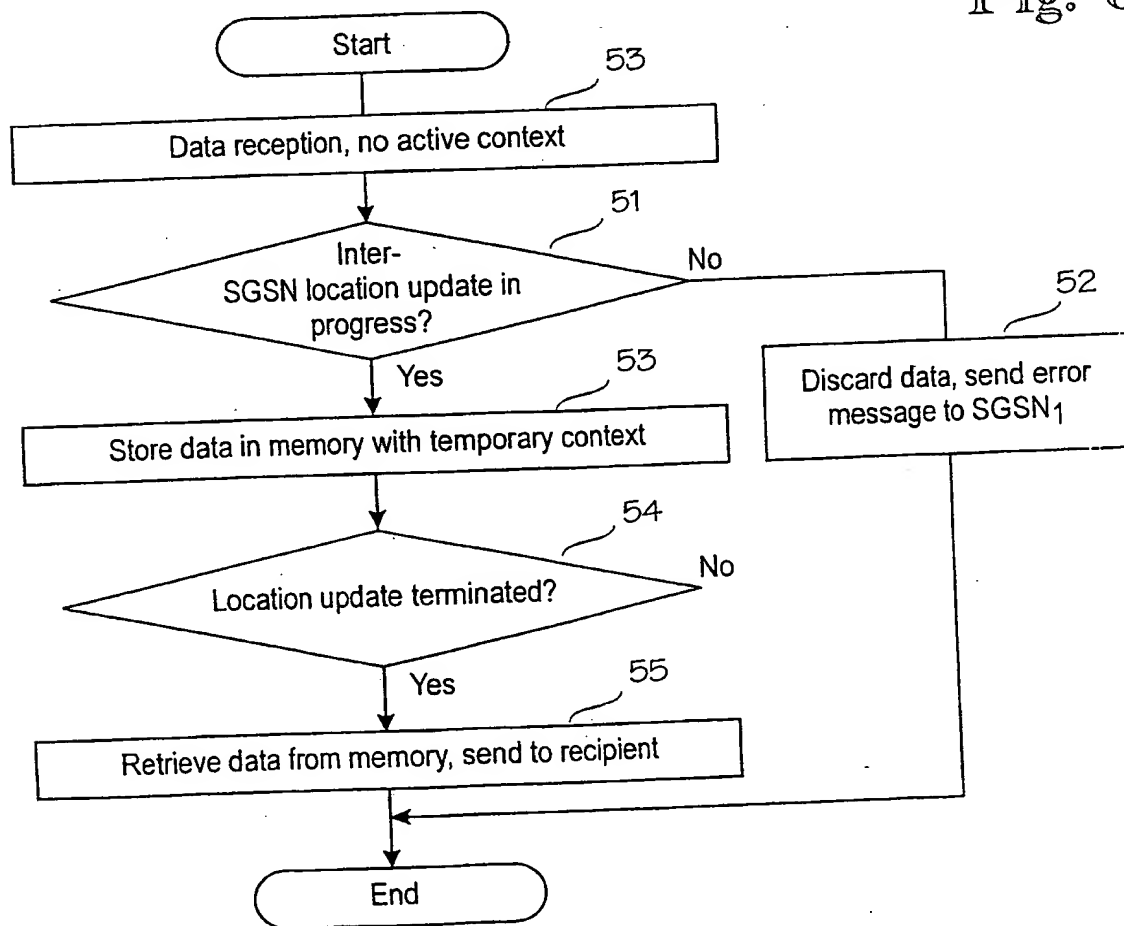 Fig.
Start
53
Data reception, no active context
51
Inter-
SGSN location update in
progress?
No
52
Yes
53
Discard data, send error
message to SGSN1
Store data in memory with temporary context
54
Location update terminated?
No
Yes
55
Retrieve data from memory, send to recipient
End